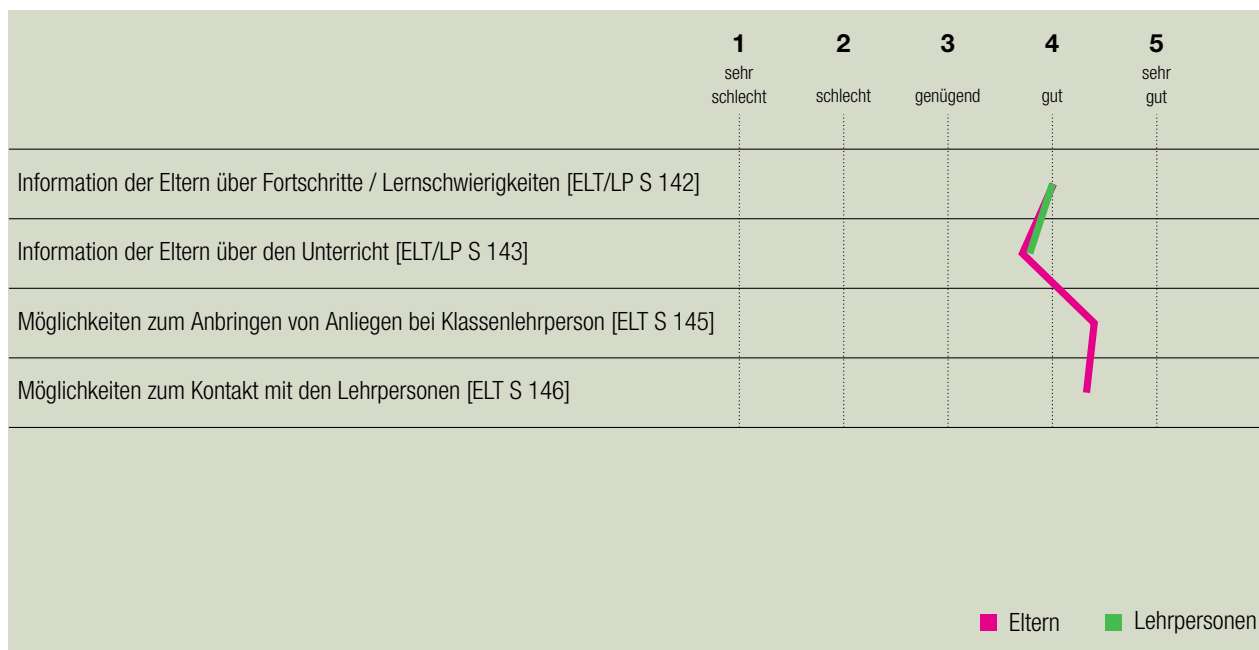 1 2 3 4 5
sehr schlecht schlecht genügend gut sehr gut
Information der Eltern über Fortschritte / Lernschwierigkeiten [ELT/LP S 142]
Information der Eltern über den Unterricht [ELT/LP S 143]
Möglichkeiten zum Anbringen von Anliegen bei Klassenlehrperson [ELT S 145]
Möglichkeiten zum Kontakt mit den Lehrpersonen [ELT S 146]
Eltern Lehrpersonen